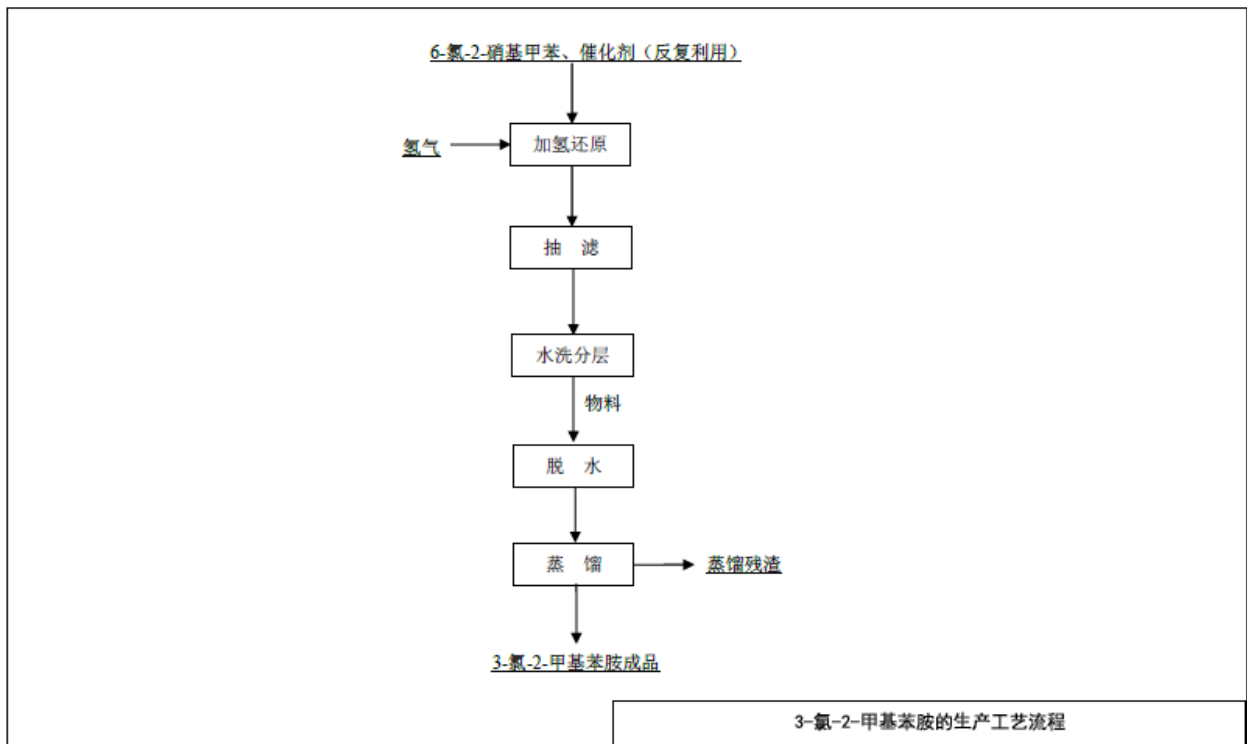 6-氯-2-硝基甲苯、催化剂（反复利用）
氢气
加氢还原
抽 滤
水洗分层
物料
脱 水
蒸 馏
蒸馏残渣
3-氯-2-甲基苯胺成品
3-氯-2-甲基苯胺的生产工艺流程